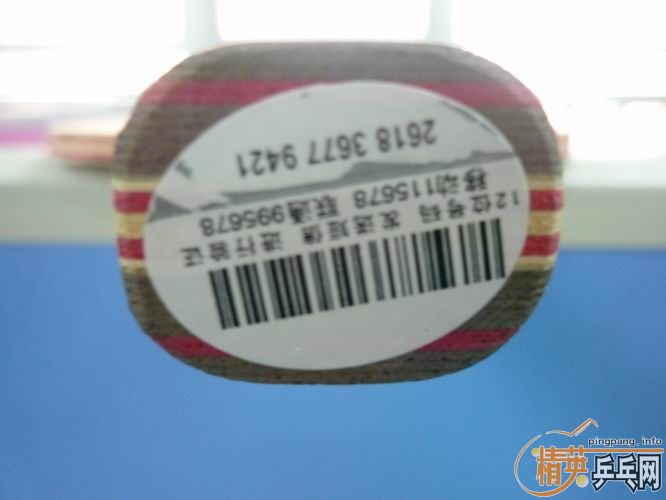 12位号码 发送短信 进行验证
移动115678 联通995678
2618 3677 9421
pingpang.info
精英乒乓网